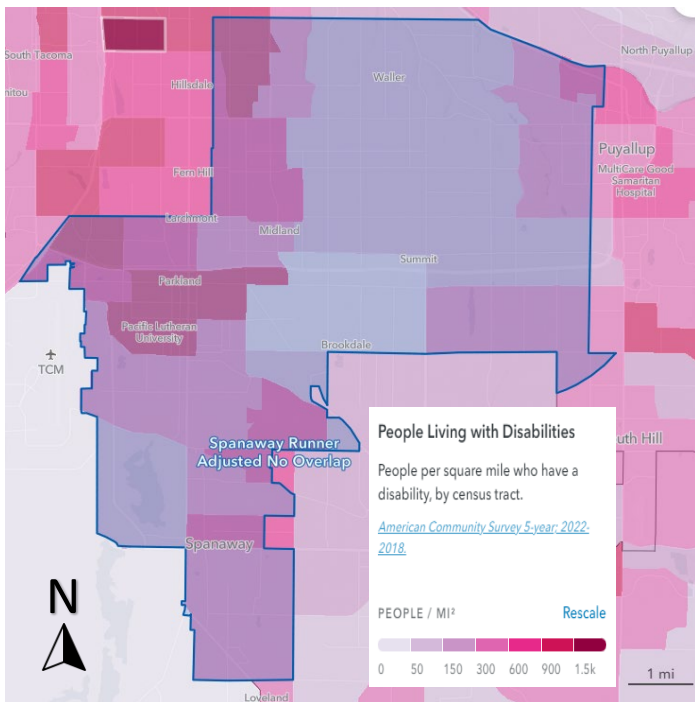 South Tacoma
North Puyallup
Waller
Hillsdale
nitou
Puyallup
MultiCare Good
Samaritan
Hospital
Fern Hill
Larchmont
Midland
Summit
Parkland
Pacific Lutheran
University
Brookdale
TCM
Spanaway Runner
Adjusted No Overlap
uth Hill
Spanaway
Loveland
N
People Living with Disabilities
People per square mile who have a
disability, by census tract.
American Community Survey 5-year; 2022-
2018.
PEOPLE / MI² Rescale
0 50 150 300 600 900 1.5k
1 mi